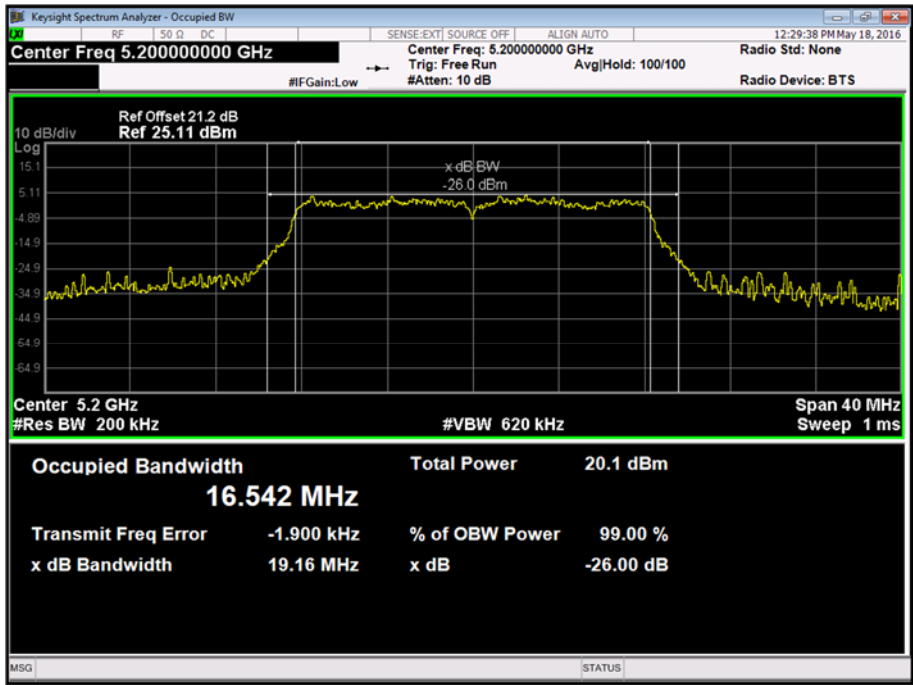 Keysight Spectrum Analyzer - Occupied BW
LXI RF 50 Ω DC SENSE:EXT SOURCE OFF ALIGN AUTO 12:29:38 PM May 18, 2016
Center Freq 5.200000000 GHz
Center Freq: 5.200000000 GHz
Radio Std: None
Trig: Free Run Avg|Hold: 100/100
#IFGain:Low #Atten: 10 dB Radio Device: BTS
Ref Offset 21.2 dB
10 dB/div Ref 25.11 dBm
Log
15.1
x dB BW
-26.0 dBm
5.11
-4.89
-14.9
-24.9
-34.9
-44.9
-54.9
-64.9
Center 5.2 GHz Span 40 MHz
#Res BW 200 kHz #VBW 620 kHz Sweep 1 ms
Occupied Bandwidth Total Power 20.1 dBm
16.542 MHz
Transmit Freq Error -1.900 kHz % of OBW Power 99.00 %
x dB Bandwidth 19.16 MHz x dB -26.00 dB
MSG STATUS